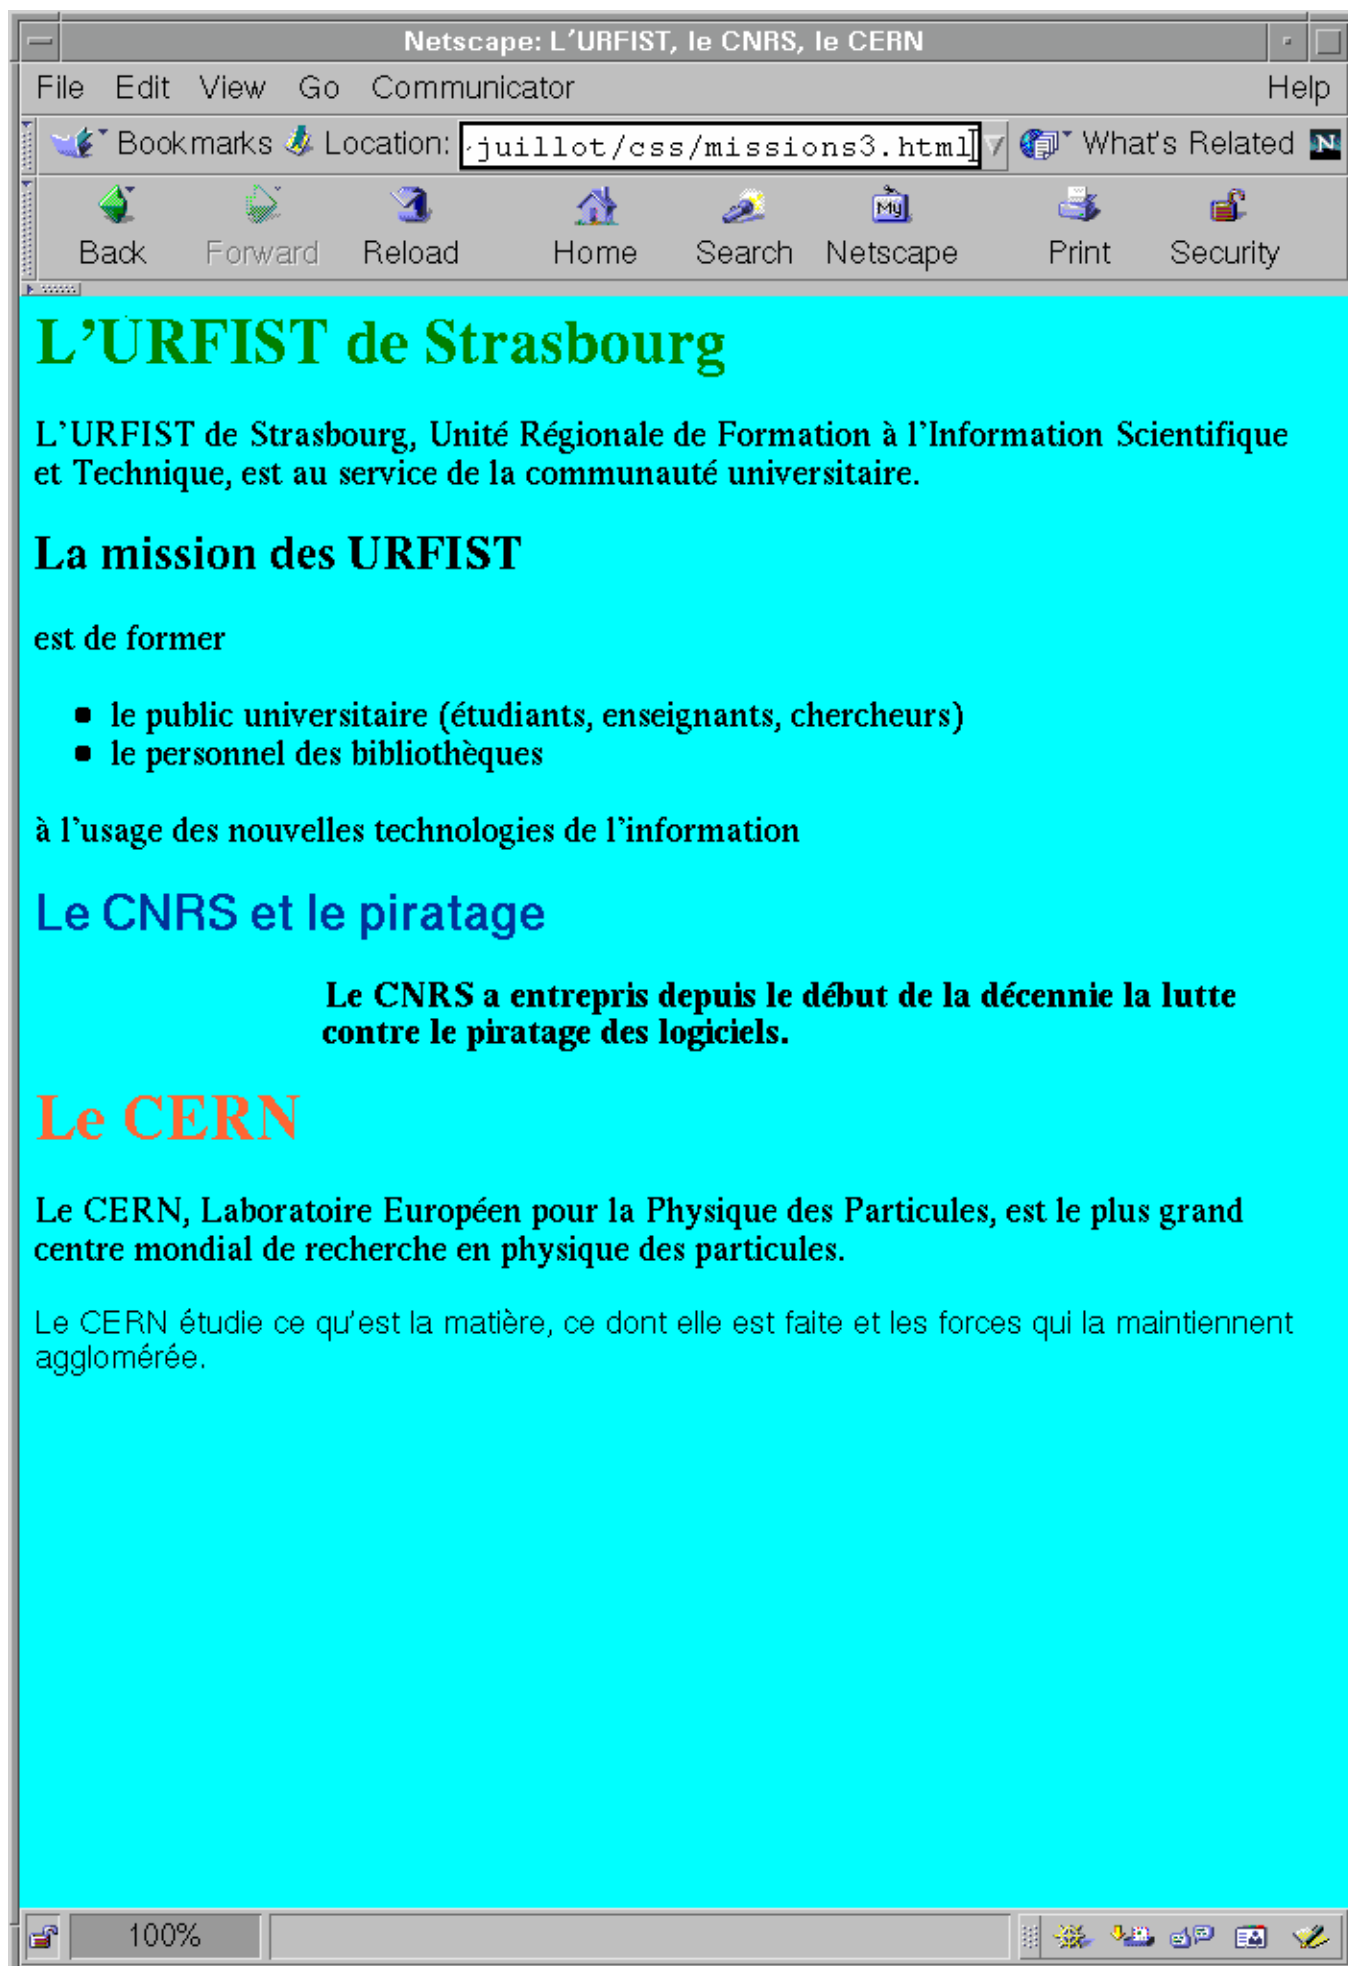 Netscape: L'URFIST, le CNRS, le CERN
File Edit View Go Communicator Help
Bookmarks Location: juillot/css/missions3.html What's Related N
My
Back Forward Reload Home Search Netscape Print Security
L'URFIST de Strasbourg
L'URFIST de Strasbourg, Unité Régionale de Formation à l'Information Scientifique
et Technique, est au service de la communauté universitaire.
La mission des URFIST
est de former
le public universitaire (étudiants, enseignants, chercheurs)
le personnel des bibliothèques
à l'usage des nouvelles technologies de l'information
Le CNRS et le piratage
Le CNRS a entrepris depuis le début de la décennie la lutte
contre le piratage des logiciels.
Le CERN
Le CERN, Laboratoire Européen pour la Physique des Particules, est le plus grand
centre mondial de recherche en physique des particules.
Le CERN étudie ce qu'est la matière, ce dont elle est faite et les forces qui la maintiennent
agglomérée.
100%